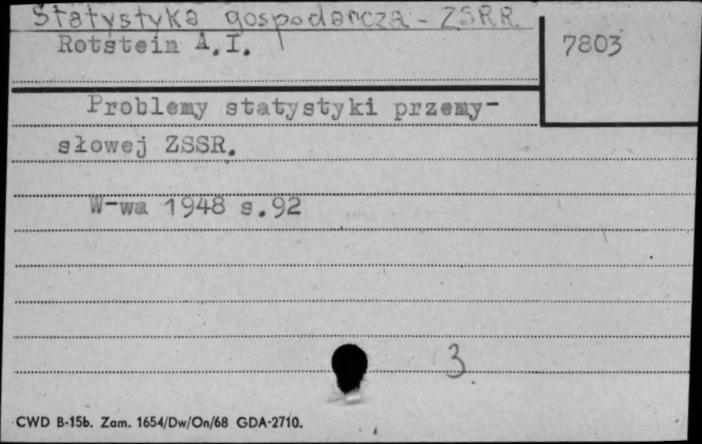 Statystyka gospodarcza - ZSRR.
Rotstein A.I.
7803
Problemy statystyki przemy-
słowej ZSSR.
W-wa 1948 s.92
3
CWD B-15b. Zam. 1654/Dw/On/68 GDA-2710.